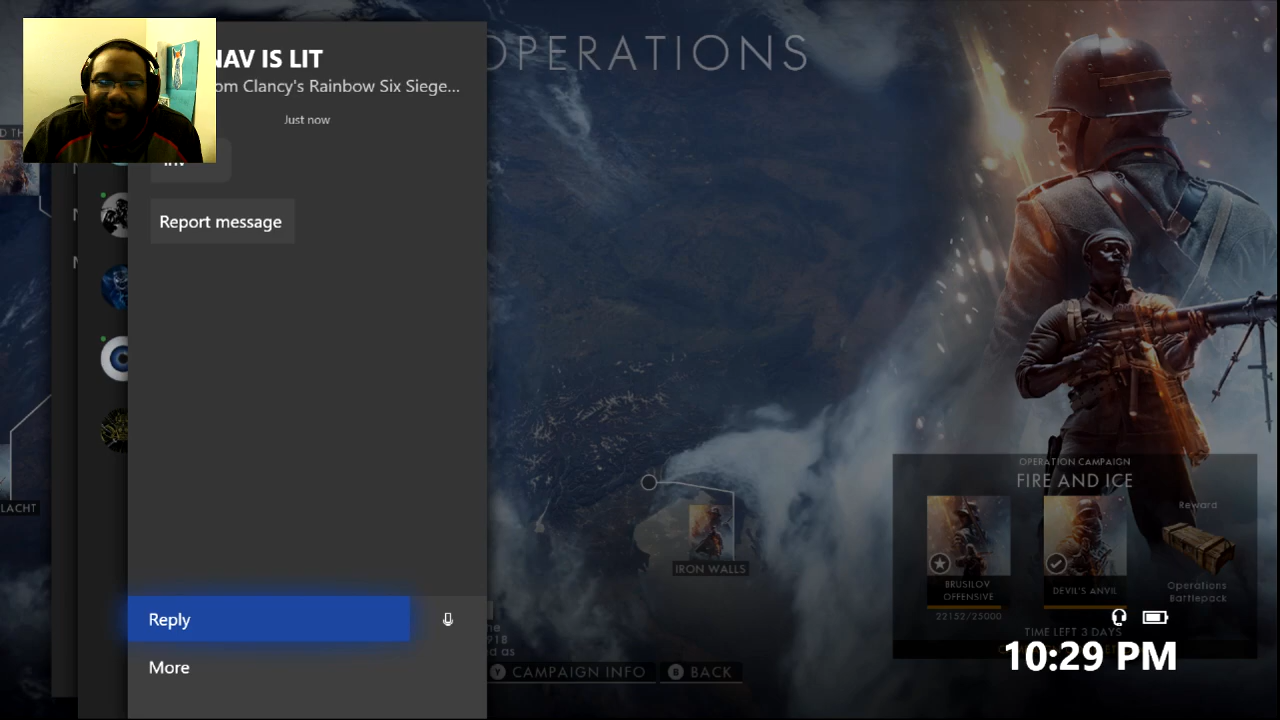 OPERATIONS
NAV IS LIT
om Clancy's Rainbow Six Siege...
Just now
Report message
Reply
More
LACHT
IRON WALLS
918
d as
CAMPAIGN INFO
BACK
OPERATION CAMPAIGN
FIRE AND ICE
Reward
BRUSILOV
OFFENSIVE
22152/25000
DEVIL'S ANVIL
Operations
Battlepack
TIME LEFT 3 DAYS
10:29 PM